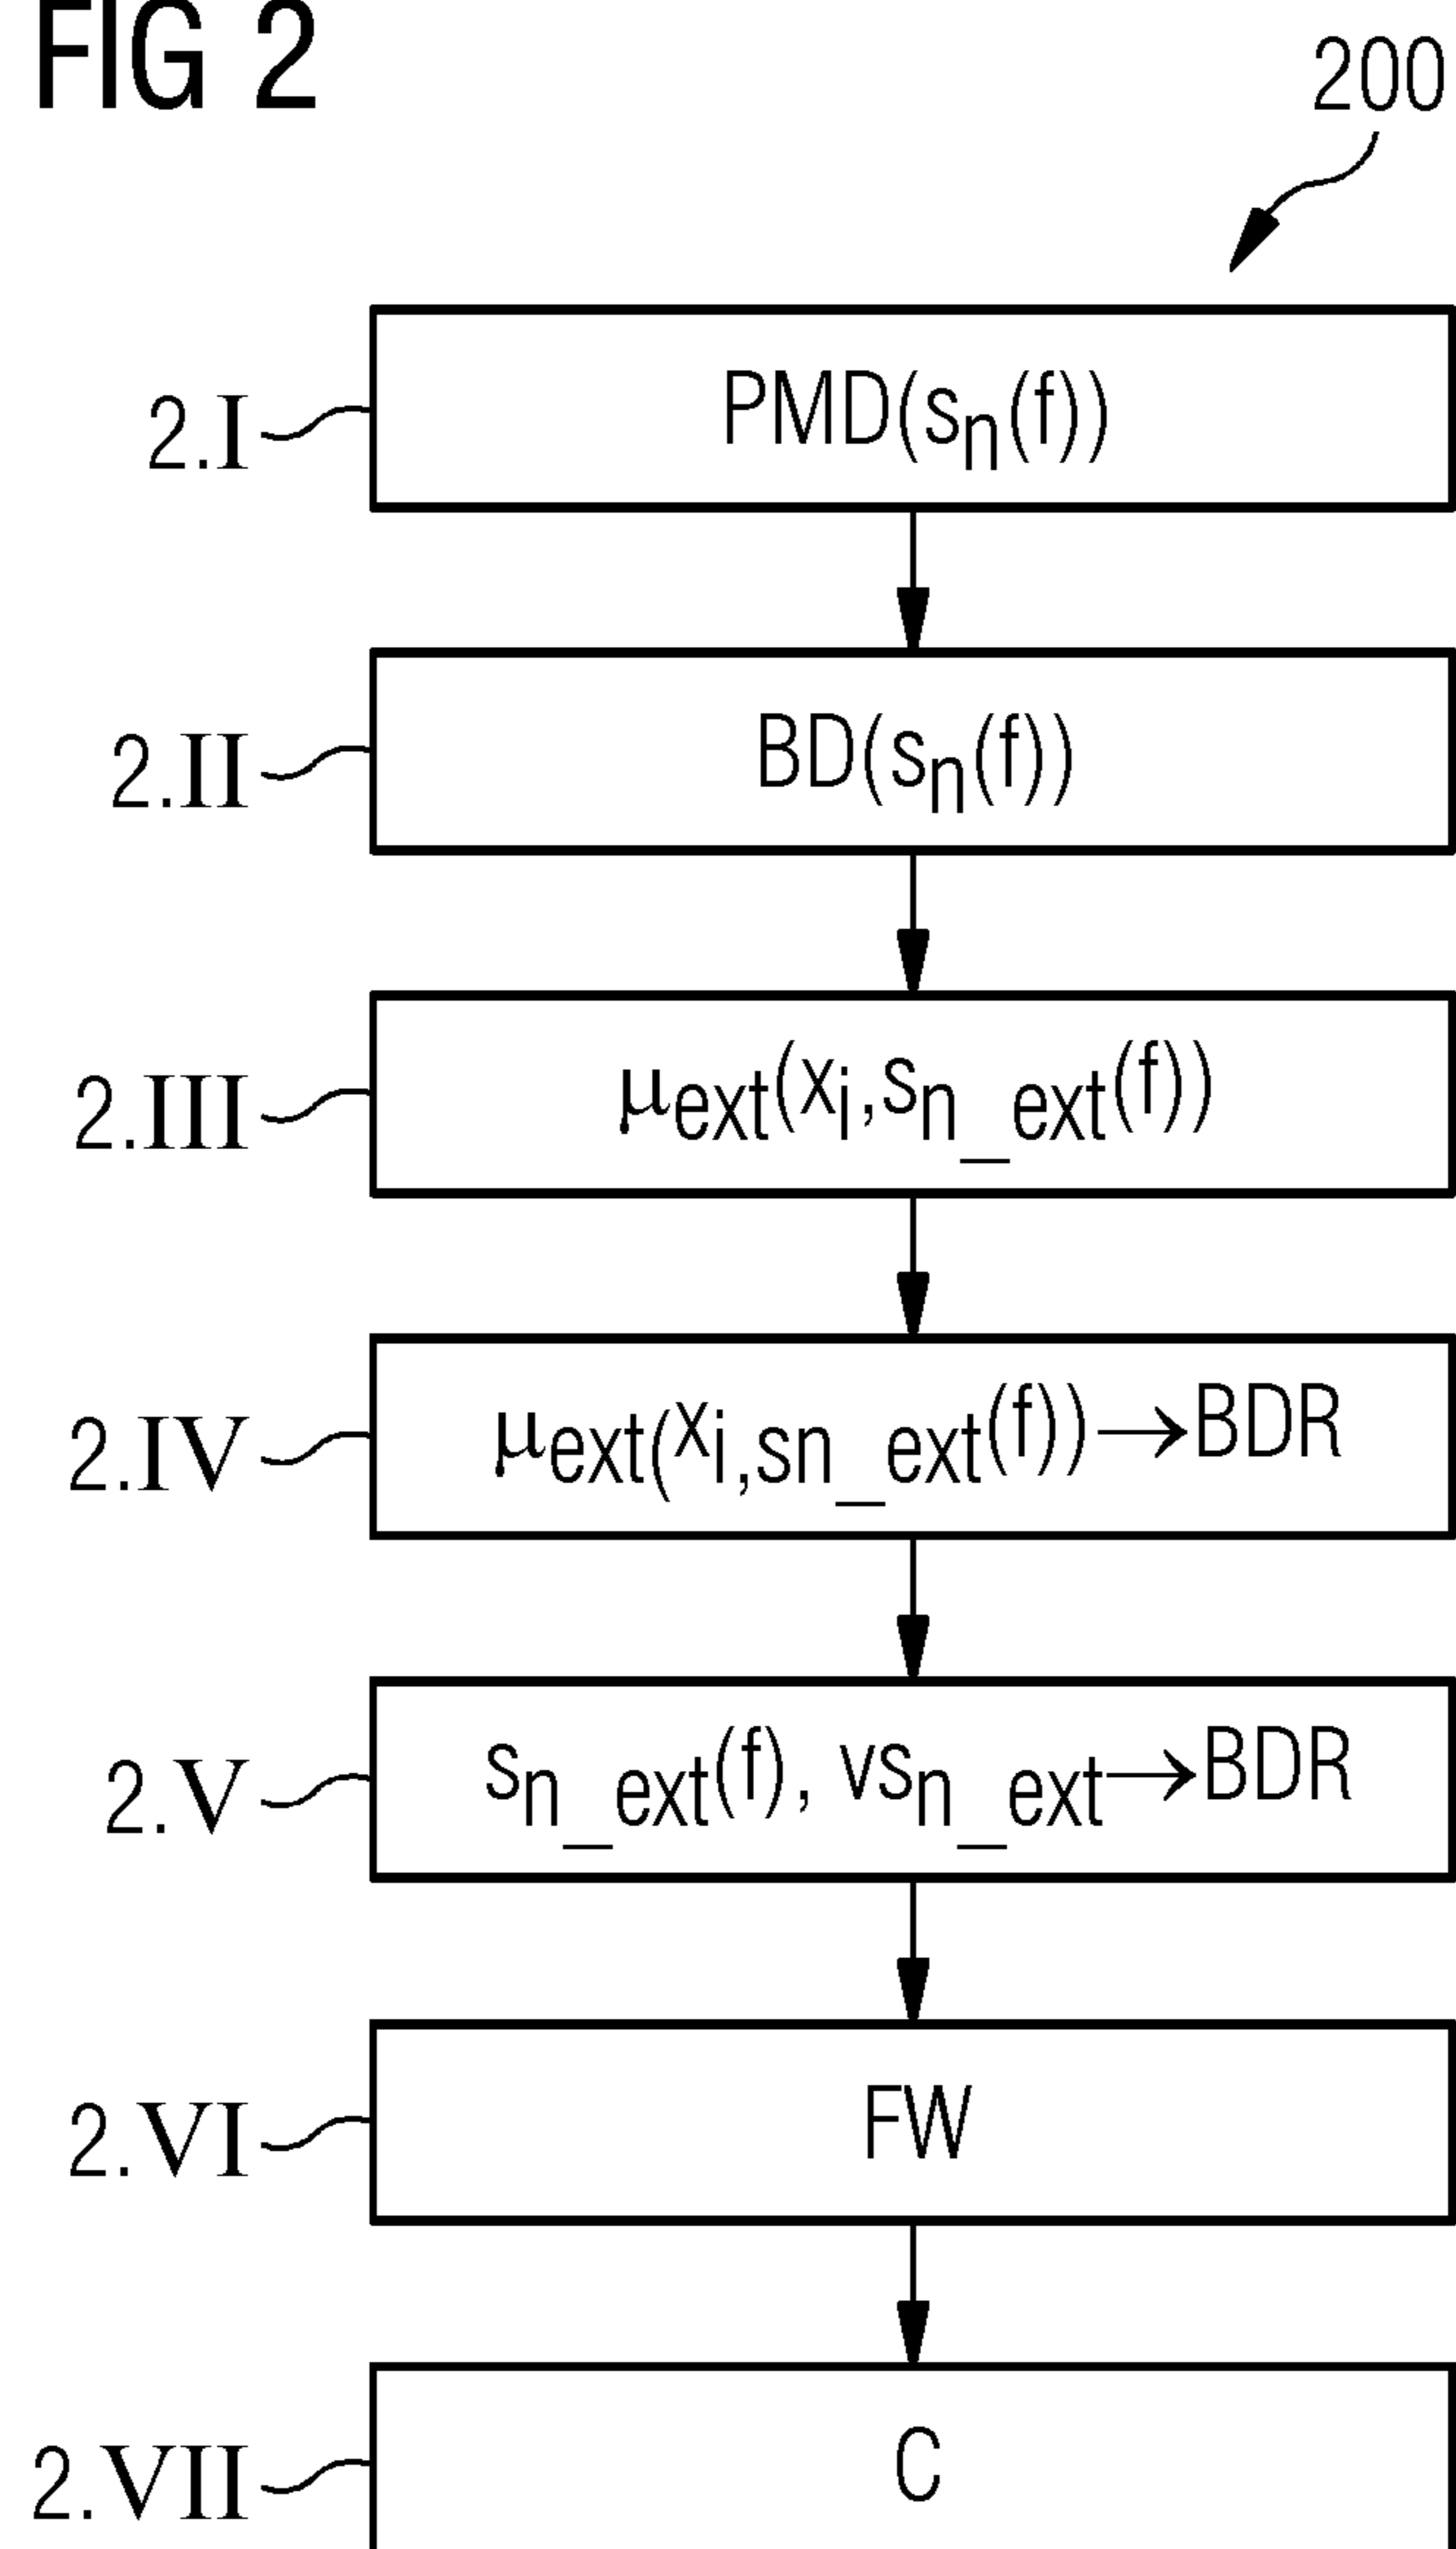 FIG 2
200
2.I
PMD(sn(f))
2.II
BD(sn(f))
2.III
μext(xi,sn_ext(f))
2.IV
μext(xi,sn_ext(f))→BDR
2.V
sn_ext(f), vsn_ext→BDR
2.VI
FW
2.VII
C